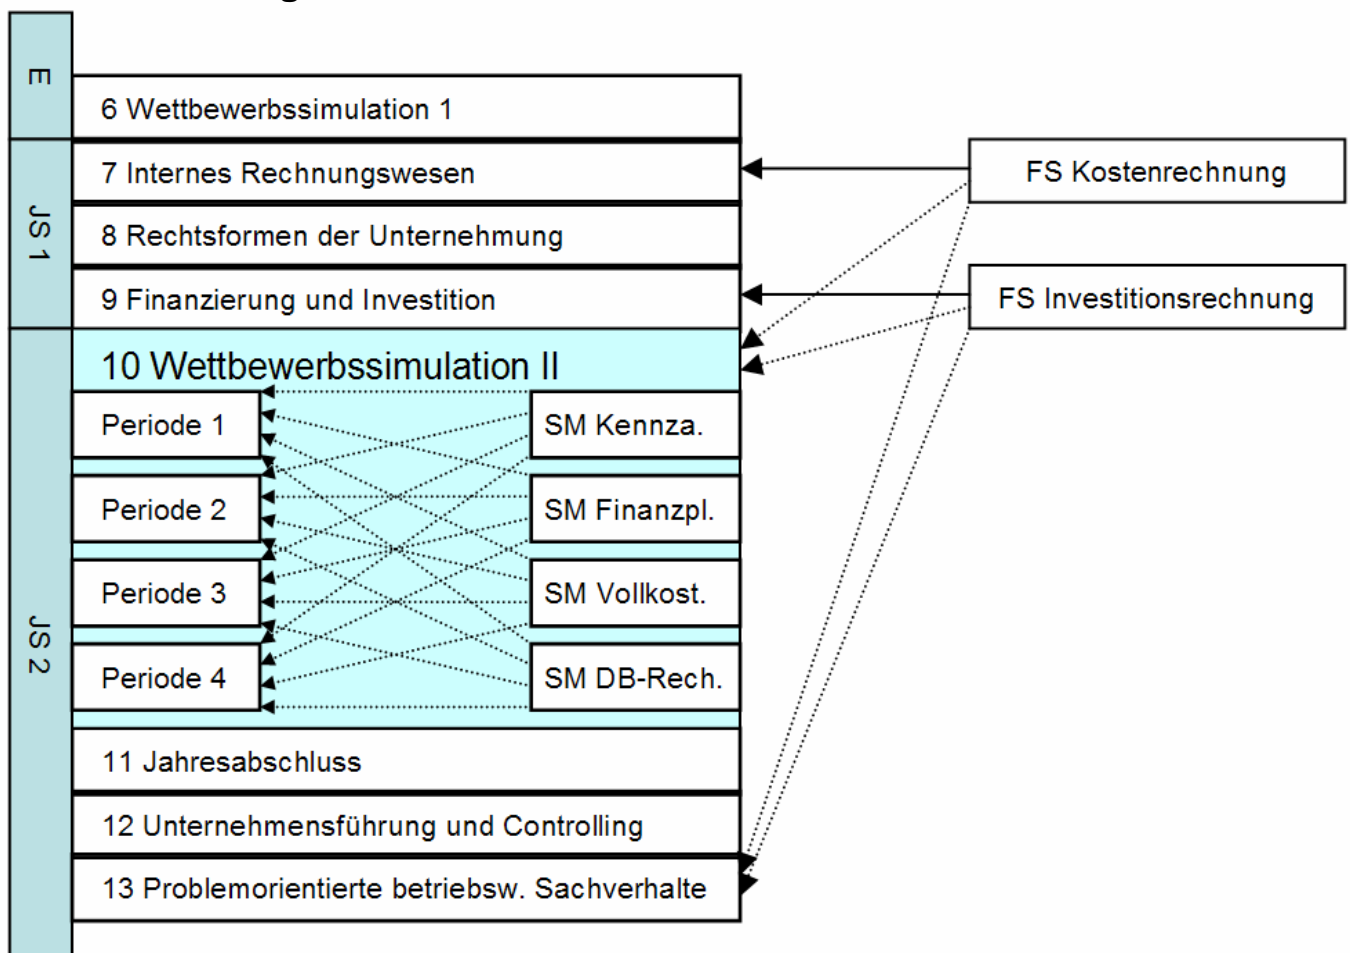 E
6 Wettbewerbssimulation 1
JS 1
7 Internes Rechnungswesen
FS Kostenrechnung
8 Rechtsformen der Unternehmung
9 Finanzierung und Investition
FS Investitionsrechnung
JS 2
10 Wettbewerbssimulation II
Periode 1
SM Kennza.
Periode 2
SM Finanzpl.
Periode 3
SM Vollkost.
Periode 4
SM DB-Rech.
11 Jahresabschluss
12 Unternehmensführung und Controlling
13 Problemorientierte betriebsw. Sachverhalte